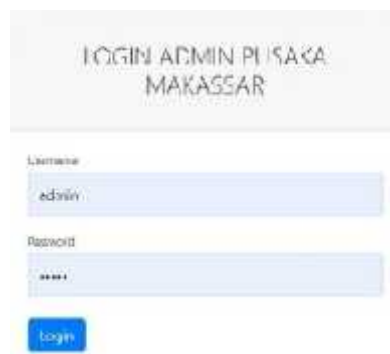 LOGIN ADMIN PUSAKA
MAKASSAR
Username
admin
Password
•••••
Login